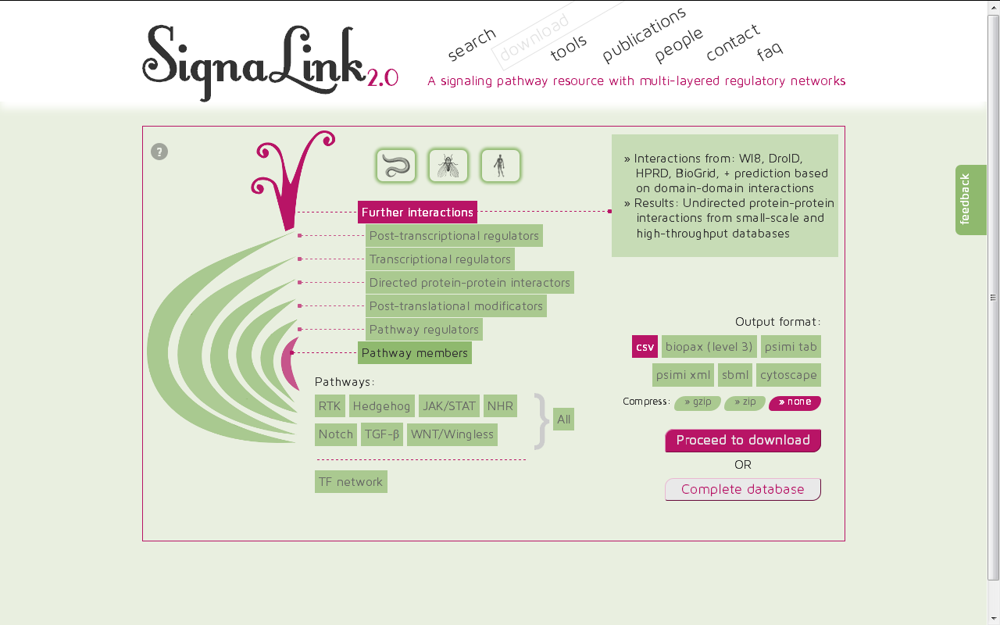 SignaLink 2.0
search
download
tools
publications
people
contact
faq
A signaling pathway resource with multi-layered regulatory networks
?
» Interactions from: WI8, DroID,
HPRD, BioGrid, + prediction based
on domain-domain interactions
» Results: Undirected protein-protein
interactions from small-scale and
high-throughput databases
feedback
Further interactions
Post-transcriptional regulators
Transcriptional regulators
Directed protein-protein interactors
Post-translational modificators
Pathway regulators
Pathway members
Pathways:
RTK Hedgehog JAK/STAT NHR
Notch TGF-β WNT/Wingless
} All
TF network
Output format:
csv biopax (level 3) psimi tab
psimi xml sbml cytoscape
Compress: » gzip » zip » none
Proceed to download
OR
Complete database